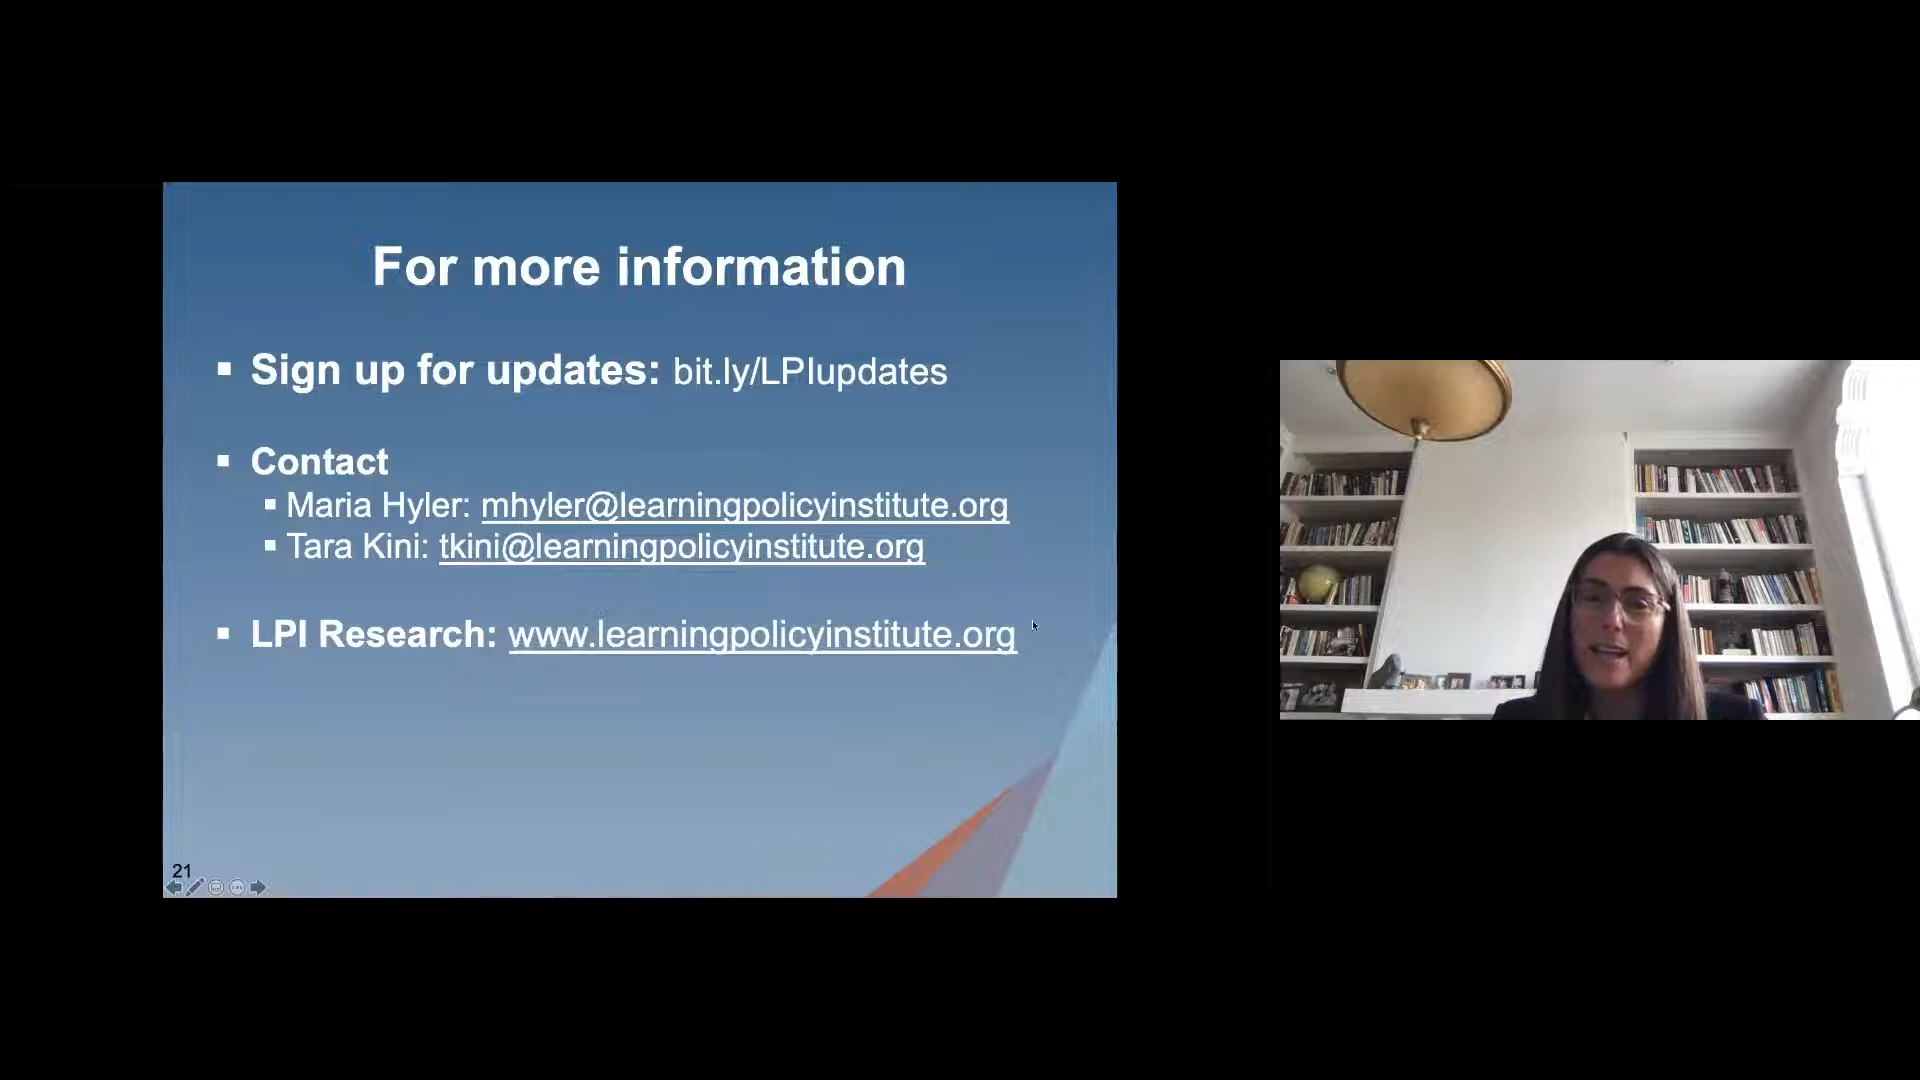 For more information
▪ Sign up for updates: bit.ly/LPIupdates
▪ Contact
▪ Maria Hyler: mhyler@learningpolicyinstitute.org
▪ Tara Kini: tkini@learningpolicyinstitute.org
▪ LPI Research: www.learningpolicyinstitute.org
21